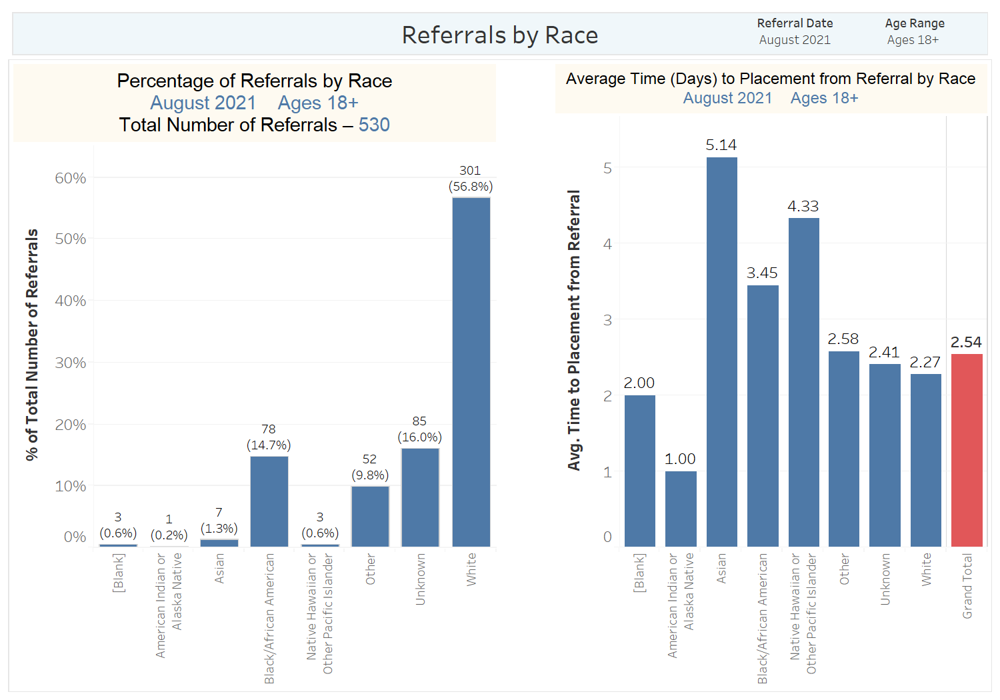 Referrals by Race
Referral Date
August 2021
Age Range
Ages 18+
Percentage of Referrals by Race
August 2021 Ages 18+
Total Number of Referrals – 530
% of Total Number of Referrals
60%
50%
40%
30%
20%
10%
0%
3
(0.6%)
1
(0.2%)
7
(1.3%)
78
(14.7%)
3
(0.6%)
52
(9.8%)
85
(16.0%)
301
(56.8%)
[Blank]
American Indian or
Alaska Native
Asian
Black/African American
Native Hawaiian or
Other Pacific Islander
Other
Unknown
White
Average Time (Days) to Placement from Referral by Race
August 2021 Ages 18+
Avg. Time to Placement from Referral
5
4
3
2
1
0
2.00
1.00
5.14
3.45
4.33
2.58
2.41
2.27
2.54
[Blank]
American Indian or
Alaska Native
Asian
Black/African American
Native Hawaiian or
Other Pacific Islander
Other
Unknown
White
Grand Total